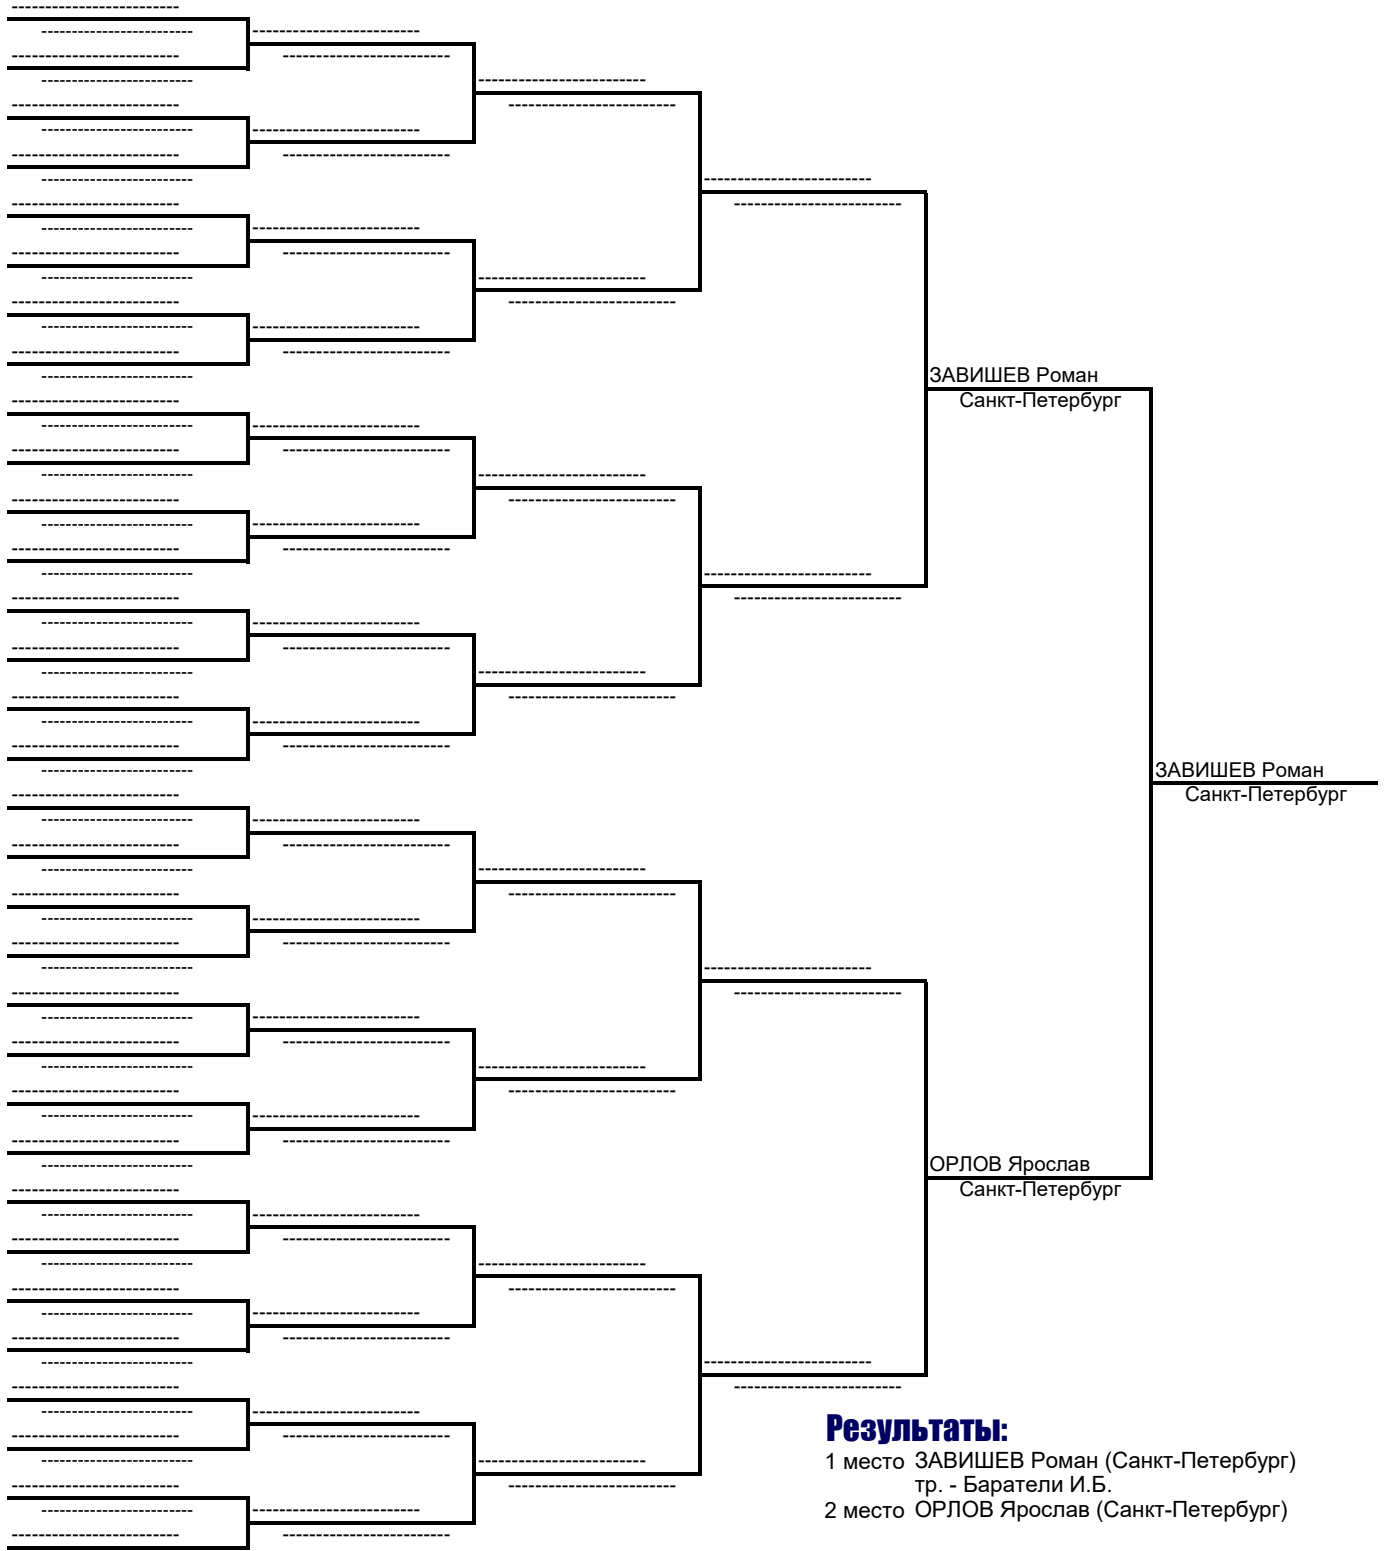 ЗАВИШЕВ Роман
Санкт-Петербург
ЗАВИШЕВ Роман
Санкт-Петербург
ОРЛОВ Ярослав
Санкт-Петербург
Результаты:
1 место ЗАВИШЕВ Роман (Санкт-Петербург)
тр. - Баратели И.Б.
2 место ОРЛОВ Ярослав (Санкт-Петербург)